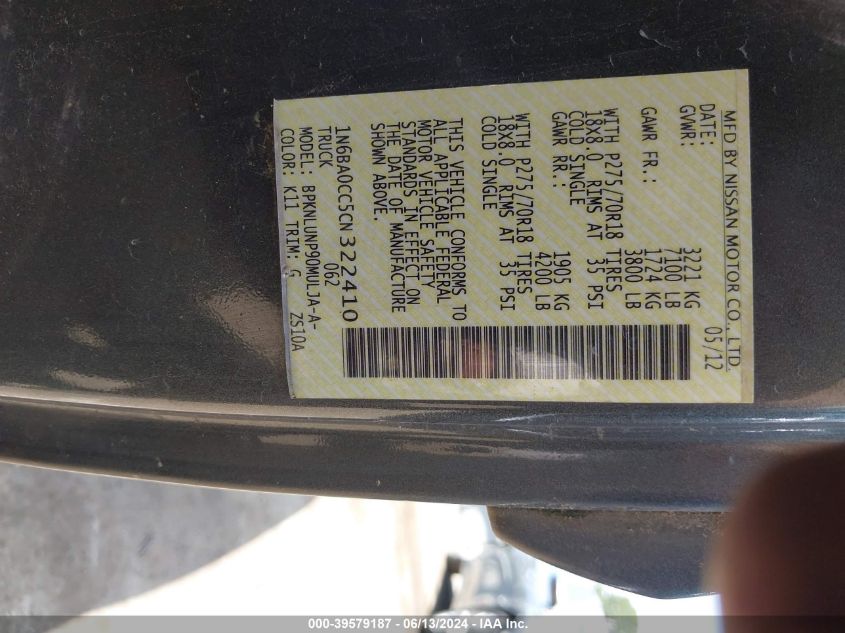 MFD BY NISSAN MOTOR CO., LTD.
DATE: 05/12
GVWR: 3221 KG
7100 LB
GAWR FR.: 1724 KG
3800 LB
WITH P275/70R18 TIRES
18X8.0 RIMS AT 35 PSI
COLD SINGLE
GAWR RR.: 1905 KG
4200 LB
WITH P275/70R18 TIRES
18X8.0 RIMS AT 35 PSI
COLD SINGLE
THIS VEHICLE CONFORMS TO
ALL APPLICABLE FEDERAL
MOTOR VEHICLE SAFETY
STANDARDS IN EFFECT ON
THE DATE OF MANUFACTURE
SHOWN ABOVE.
1N6BA0CC5CN322410
TRUCK 062
MODEL: BPKNLUNP90MULJA-A-
COLOR: K11 TRIM: G ZS10A
000-39579187 - 06/13/2024 - IAA Inc.